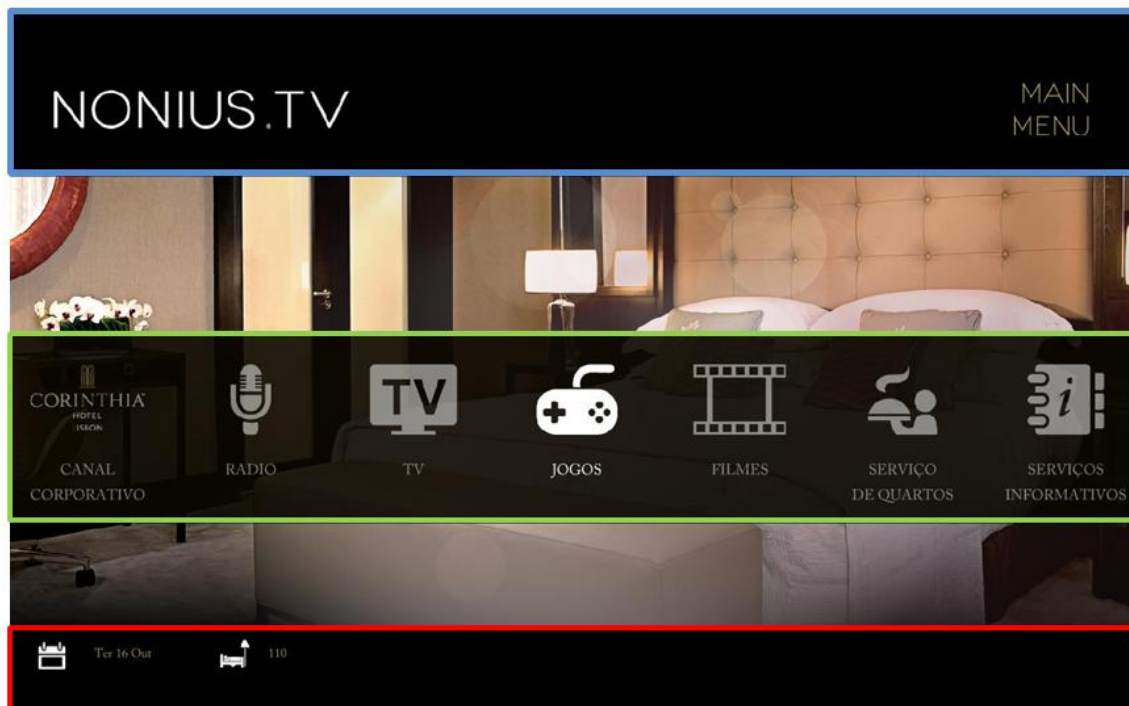 NONIUS.TV
MAIN
MENU
CORINTHIA
HOTEL
LISBON
CANAL
CORPORATIVO
RADIO
TV
TV
JOGOS
FILMES
SERVIÇO
DE QUARTOS
i
SERVIÇOS
INFORMATIVOS
Ter 16 Out
110